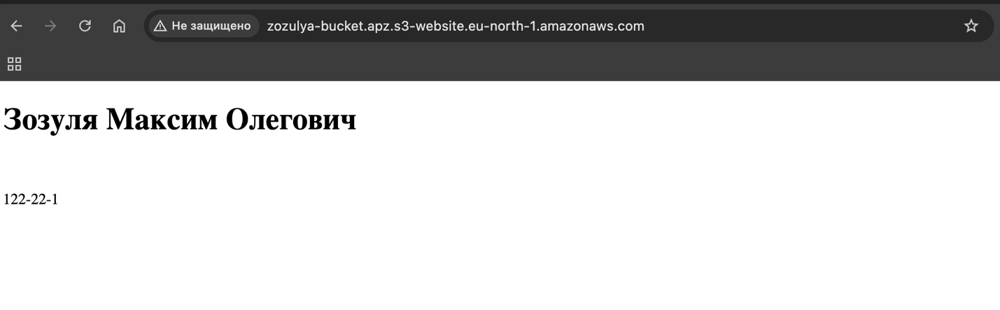 Не защищено zozulya-bucket.apz.s3-website.eu-north-1.amazonaws.com
Зозуля Максим Олегович
122-22-1